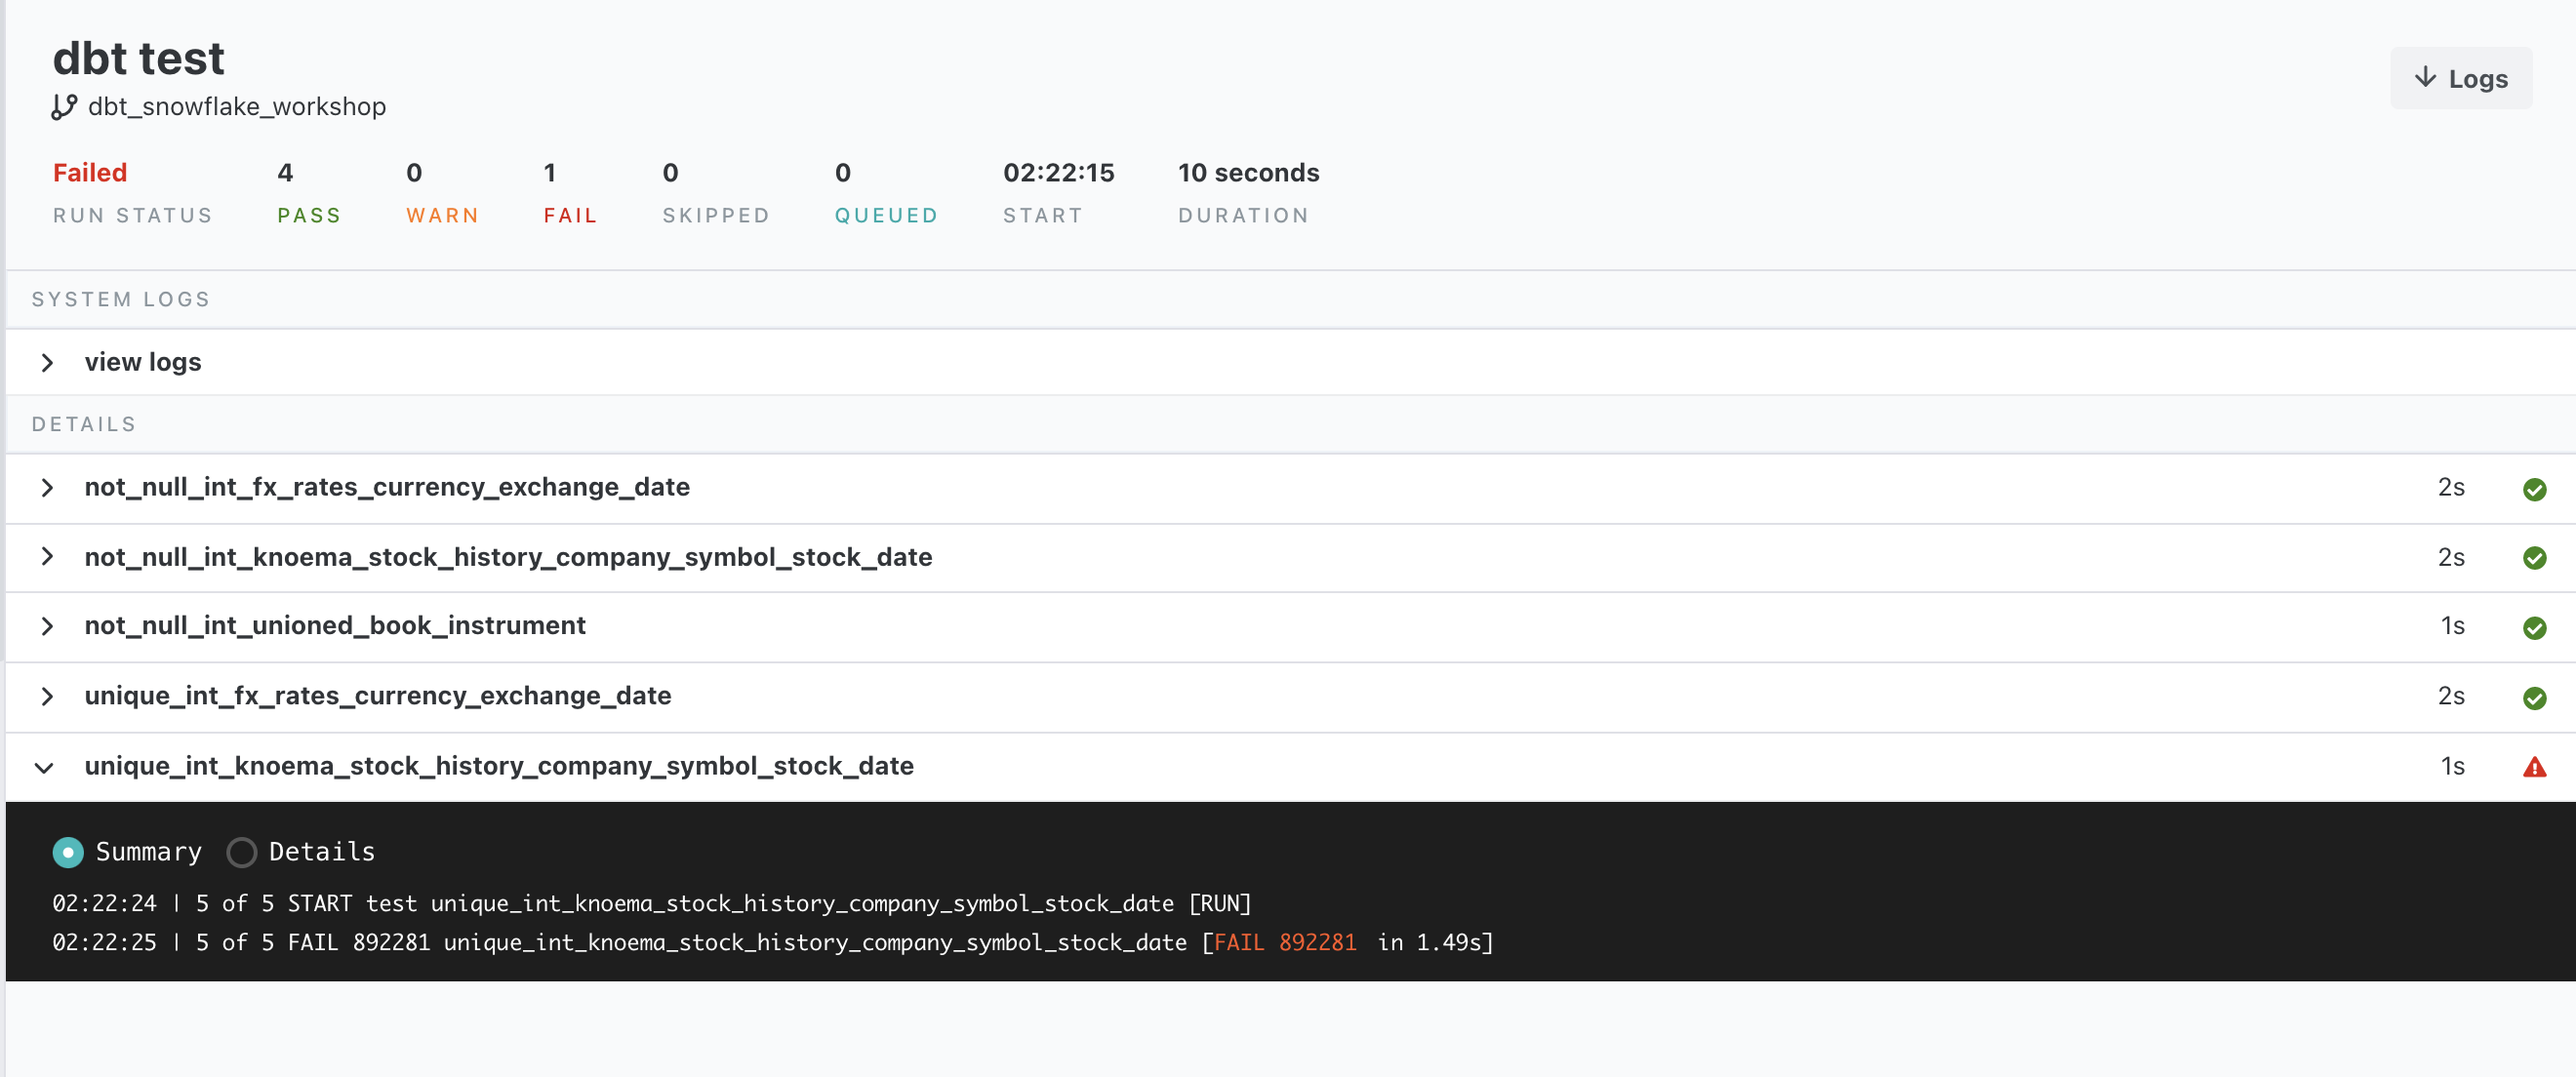 dbt test
Logs
dbt_snowflake_workshop
Failed 4 0 1 0 0 02:22:15 10 seconds
RUN STATUS PASS WARN FAIL SKIPPED QUEUED START DURATION
SYSTEM LOGS
view logs
DETAILS
not_null_int_fx_rates_currency_exchange_date 2s
not_null_int_knoema_stock_history_company_symbol_stock_date 2s
not_null_int_unioned_book_instrument 1s
unique_int_fx_rates_currency_exchange_date 2s
unique_int_knoema_stock_history_company_symbol_stock_date 1s
Summary Details
02:22:24 | 5 of 5 START test unique_int_knoema_stock_history_company_symbol_stock_date [RUN]
02:22:25 | 5 of 5 FAIL 892281 unique_int_knoema_stock_history_company_symbol_stock_date [FAIL 892281 in 1.49s]